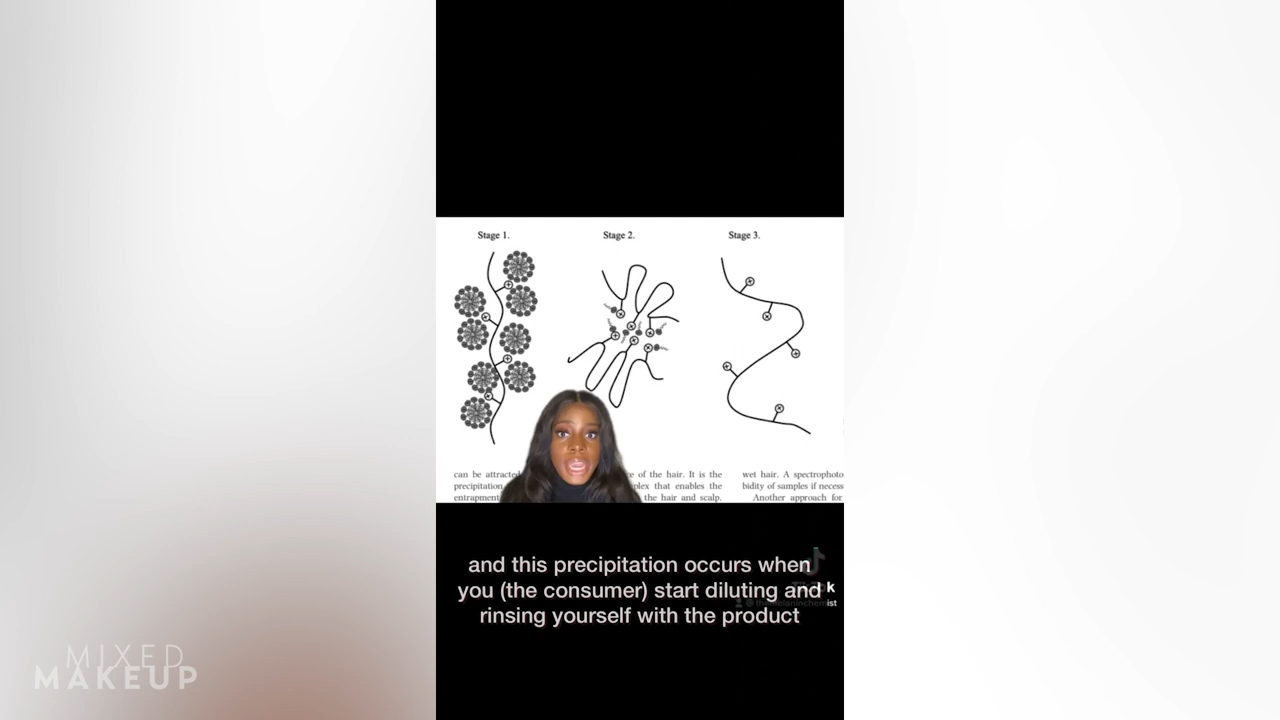 Stage 1.
Stage 2.
Stage 3.
can be attracted
precipitation
entrapment
of the hair. It is the
that enables the
the hair and scalp.
wet hair. A spectrophoto
bidity of samples if necess
Another approach for
and this precipitation occurs when
you (the consumer) start diluting and
rinsing yourself with the product
MIXED
MAKEUP